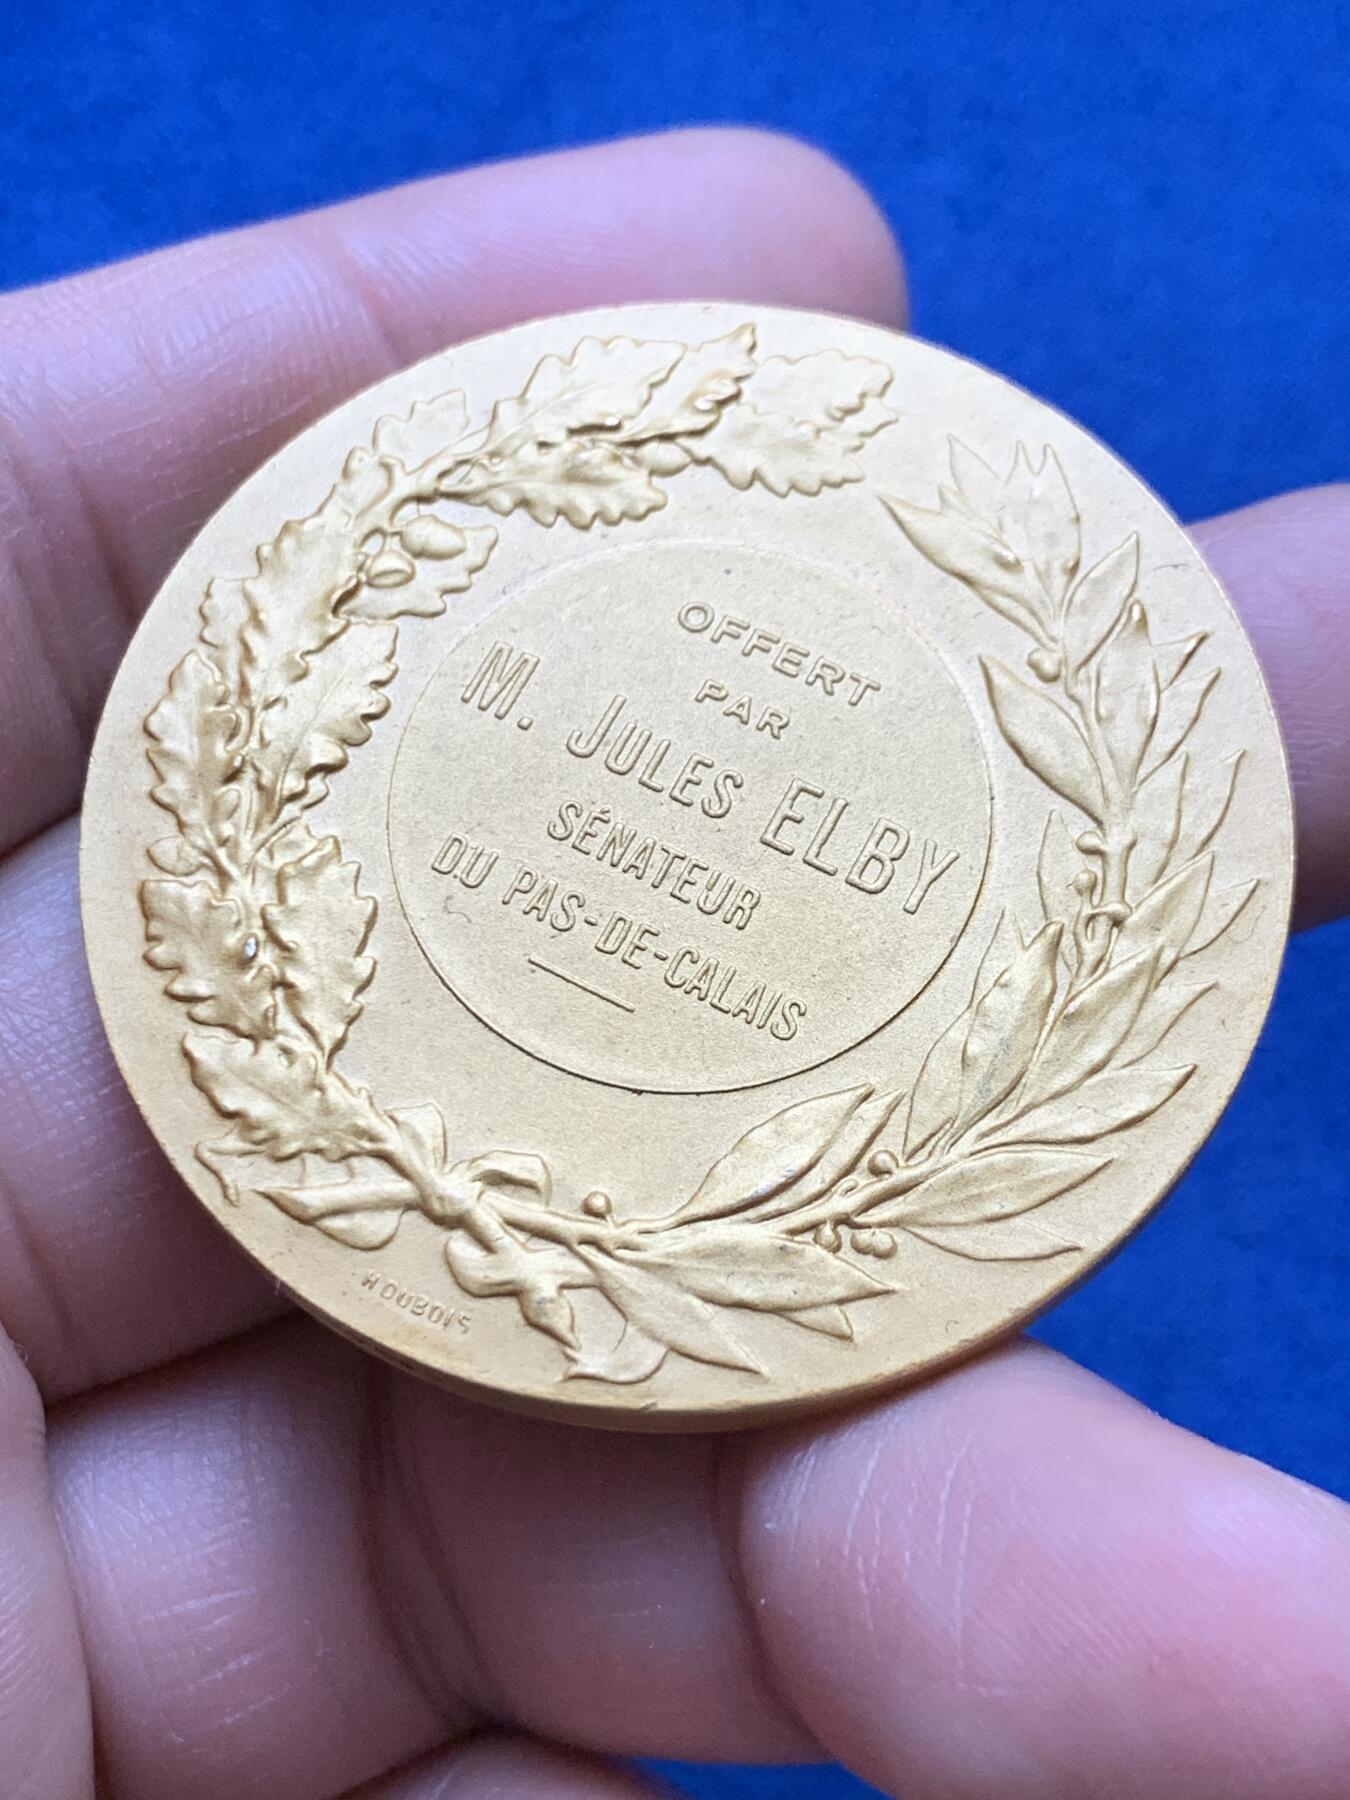 OFFERT
PAR
M. JULES ELBY
SÉNATEUR
DU PAS-DE-CALAIS
H DUBOIS